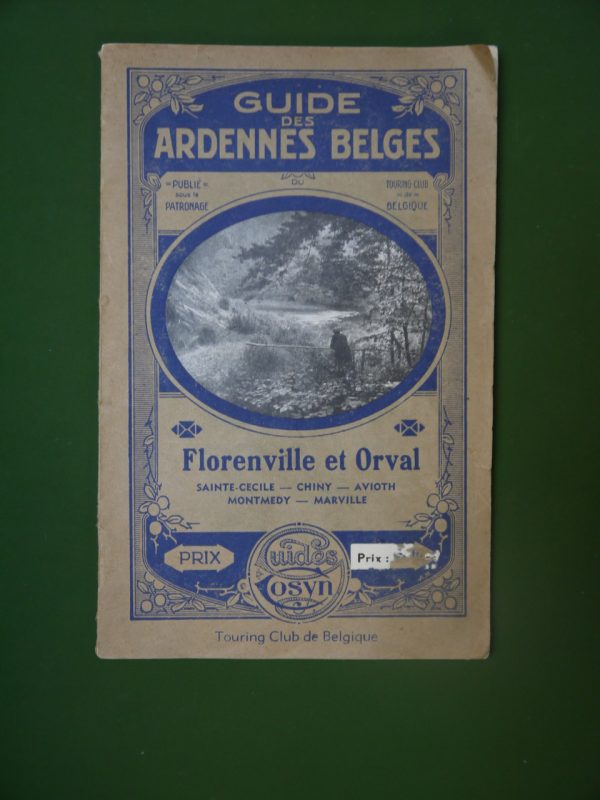 GUIDE
DES
ARDENNES BELGES
PUBLIÉ
sous le
PATRONAGE
DU
TOURING CLUB
de
BELGIQUE
Florenville et Orval
SAINTE-CECILE — CHINY — AVIOTH
MONTMEDY — MARVILLE
PRIX
Guides
Cosyn
Prix :
Touring Club de Belgique